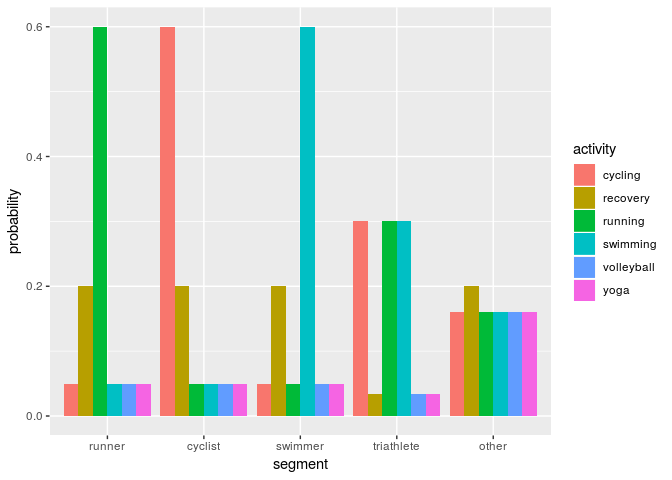 0.6
0.4
0.2
0.0
probability
runner cyclist swimmer triathlete other
segment
activity
cycling
recovery
running
swimming
volleyball
yoga